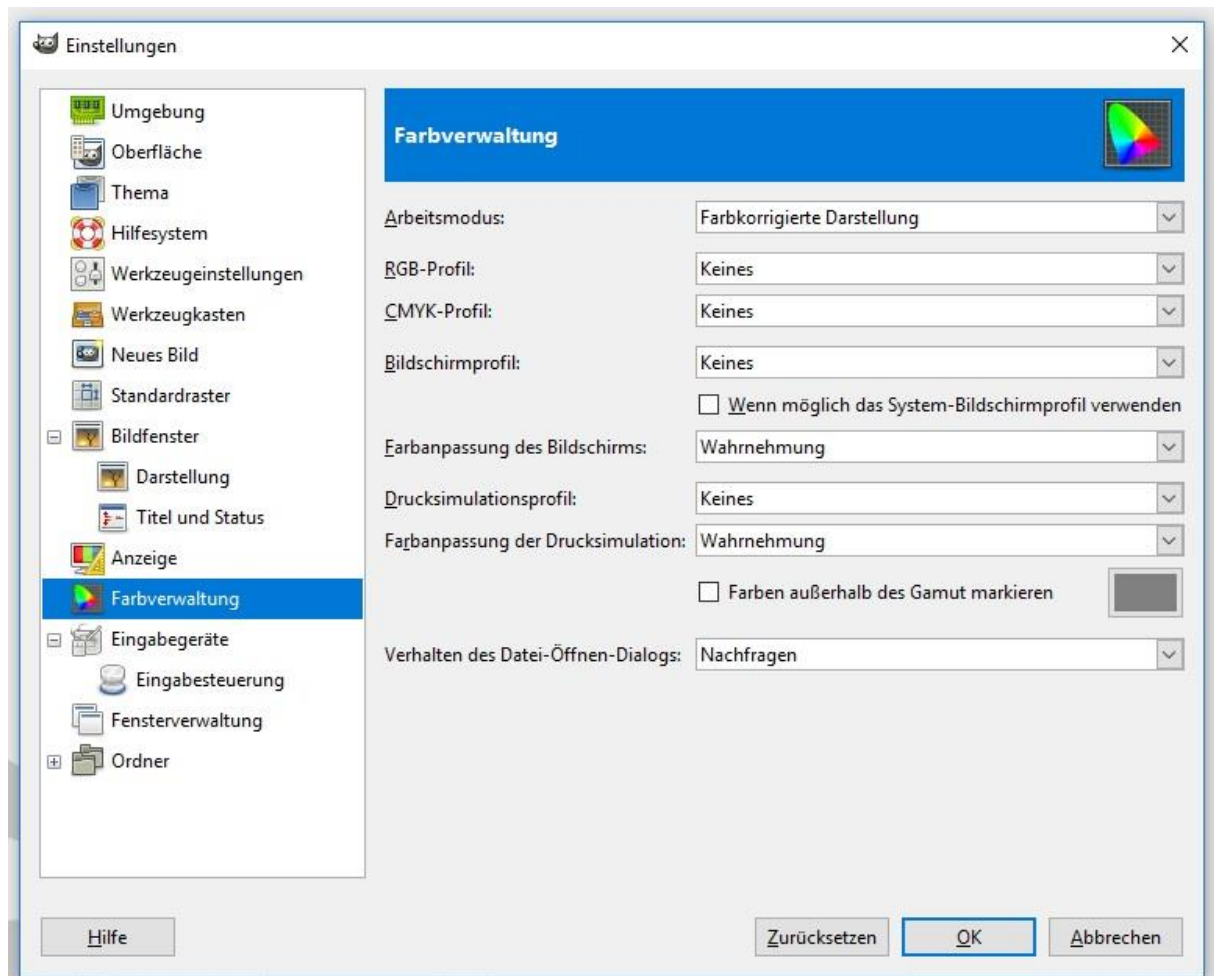 Einstellungen
Umgebung
Oberfläche
Thema
Hilfesystem
Werkzeugeinstellungen
Werkzeugkasten
Neues Bild
Standardraster
Bildfenster
Darstellung
Titel und Status
Anzeige
Farbverwaltung
Eingabegeräte
Eingabesteuerung
Fensterverwaltung
Ordner
Farbverwaltung
Arbeitsmodus: Farbkorrigierte Darstellung
RGB-Profil: Keines
CMYK-Profil: Keines
Bildschirmprofil: Keines
Wenn möglich das System-Bildschirmprofil verwenden
Farbanpassung des Bildschirms: Wahrnehmung
Drucksimulationsprofil: Keines
Farbanpassung der Drucksimulation: Wahrnehmung
Farben außerhalb des Gamut markieren
Verhalten des Datei-Öffnen-Dialogs: Nachfragen
Hilfe Zurücksetzen OK Abbrechen